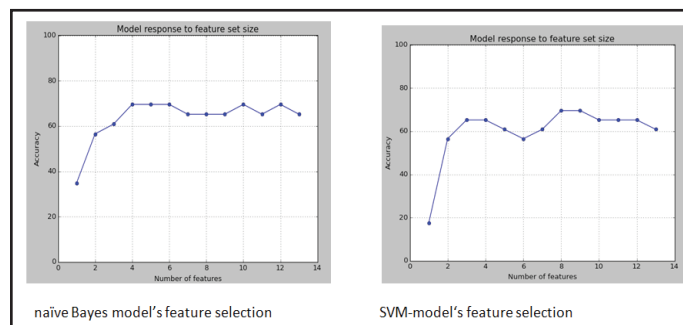 Model response to feature set size
100
80
60
40
20
0
0 2 4 6 8 10 12 14
Accuracy
Number of features
naïve Bayes model's feature selection
Model response to feature set size
100
80
60
40
20
0
0 2 4 6 8 10 12 14
Accuracy
Number of features
SVM-model's feature selection